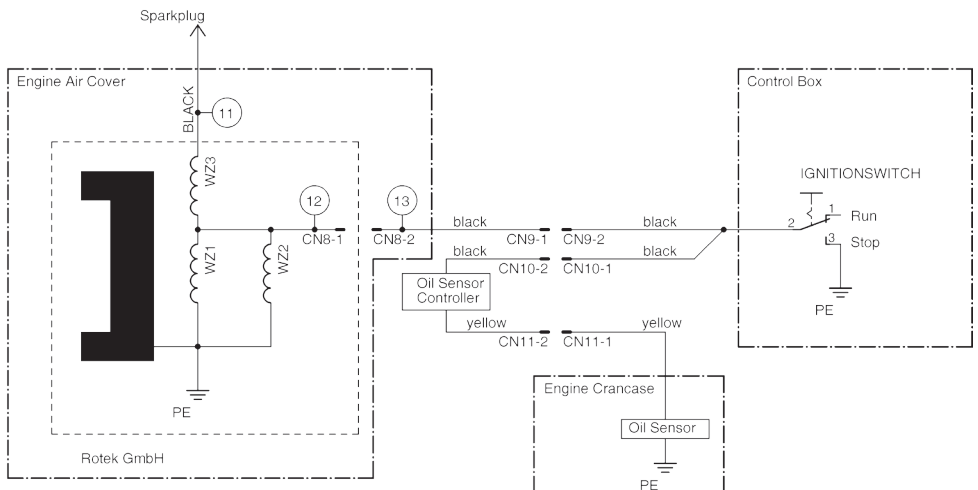 Sparkplug
Engine Air Cover
BLACK
11
WZ3
WZ1
WZ2
12
CN8-1
PE
Rotek GmbH
13
CN8-2
black
CN9-1
CN9-2
black
black
CN10-2
CN10-1
black
Oil Sensor
Controller
yellow
CN11-2
CN11-1
yellow
Engine Crancase
Oil Sensor
PE
Control Box
IGNITIONSWITCH
2
1
Run
3
Stop
PE